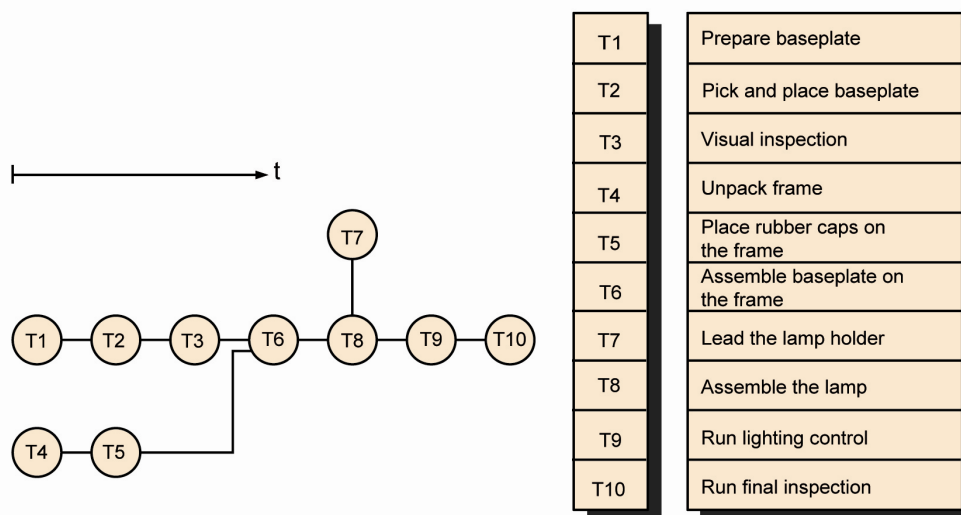 t
T7
T1
T2
T3
T6
T8
T9
T10
T4
T5
T1 Prepare baseplate
T2 Pick and place baseplate
T3 Visual inspection
T4 Unpack frame
T5 Place rubber caps on
the frame
T6 Assemble baseplate on
the frame
T7 Lead the lamp holder
T8 Assemble the lamp
T9 Run lighting control
T10 Run final inspection